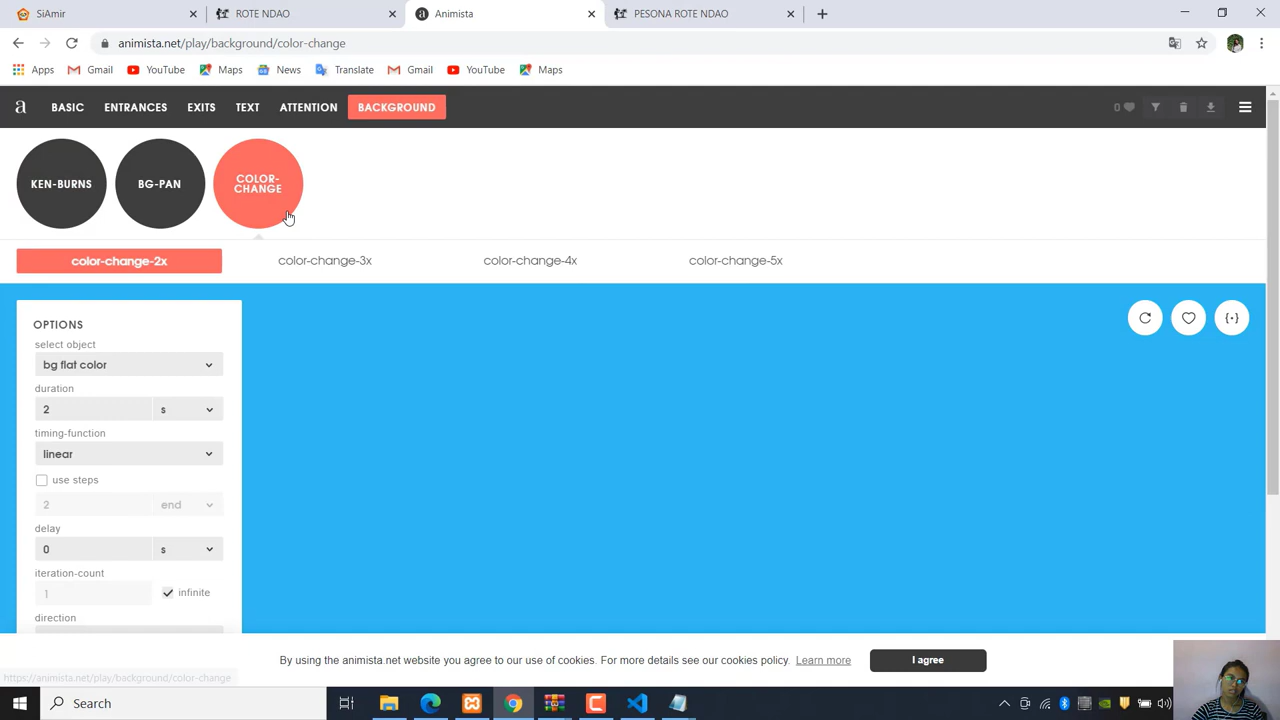 SiAmir
ROTE NDAO
Animista
PESONA ROTE NDAO
animista.net/play/background/color-change
Apps Gmail YouTube Maps News Translate Gmail YouTube Maps
a BASIC ENTRANCES EXITS TEXT ATTENTION BACKGROUND 0
KEN-BURNS BG-PAN COLOR-
CHANGE
color-change-2x color-change-3x color-change-4x color-change-5x
OPTIONS
select object
bg flat color
duration
2 s
timing-function
linear
use steps
2 end
delay
0 s
iteration-count
1 infinite
direction
By using the animista.net website you agree to our use of cookies. For more details see our cookies policy. Learn more I agree
https://animista.net/play/background/color-change
Search